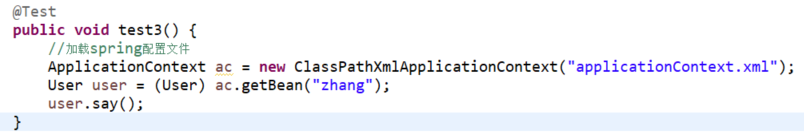 @Test
public void test3() {
//加载spring配置文件
ApplicationContext ac = new ClassPathXmlApplicationContext("applicationContext.xml");
User user = (User) ac.getBean("zhang");
user.say();
}